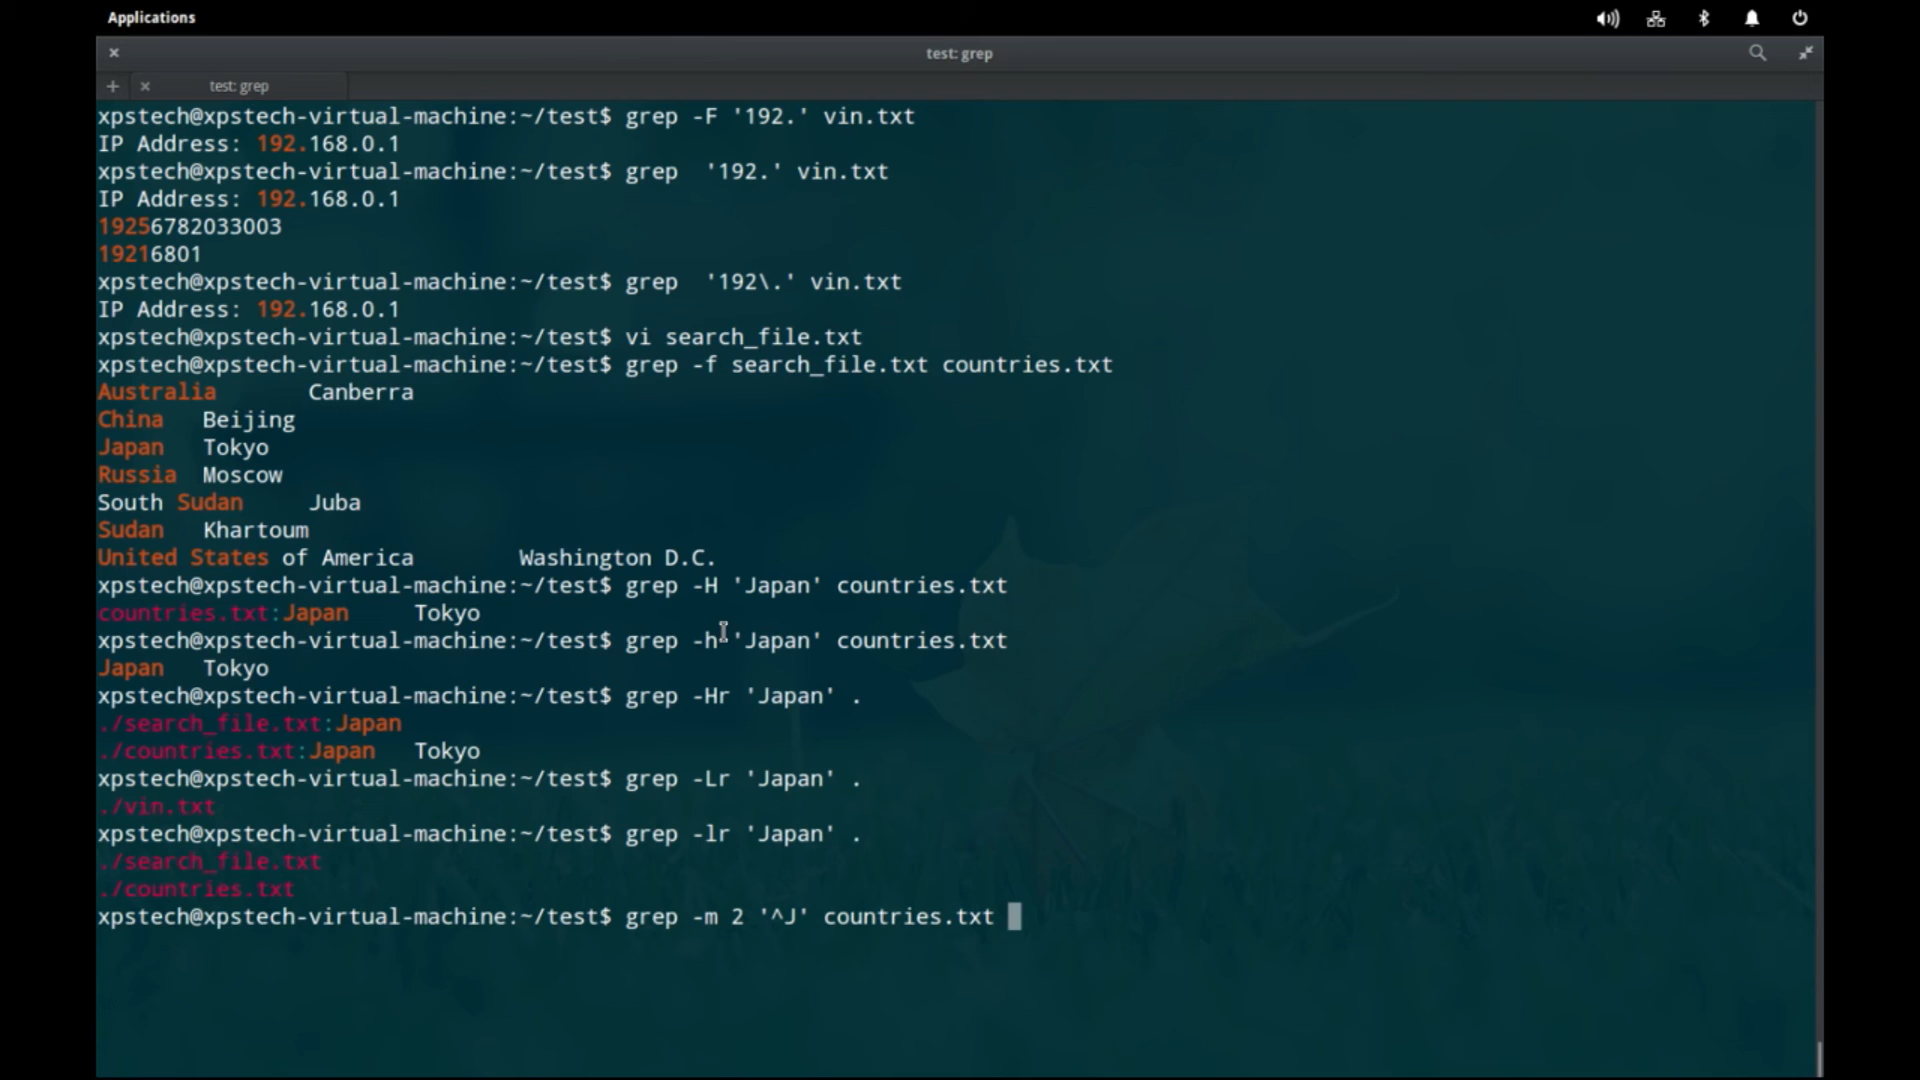 Applications
test: grep
test: grep
xpstech@xpstech-virtual-machine:~/test$ grep -F '192.' vin.txt
IP Address: 192.168.0.1
xpstech@xpstech-virtual-machine:~/test$ grep  '192.' vin.txt
IP Address: 192.168.0.1
19256782033003
19216801
xpstech@xpstech-virtual-machine:~/test$ grep  '192\.' vin.txt
IP Address: 192.168.0.1
xpstech@xpstech-virtual-machine:~/test$ vi search_file.txt
xpstech@xpstech-virtual-machine:~/test$ grep -f search_file.txt countries.txt
Australia       Canberra
China   Beijing
Japan   Tokyo
Russia  Moscow
South Sudan     Juba
Sudan   Khartoum
United States of America        Washington D.C.
xpstech@xpstech-virtual-machine:~/test$ grep -H 'Japan' countries.txt
countries.txt:Japan     Tokyo
xpstech@xpstech-virtual-machine:~/test$ grep -h 'Japan' countries.txt
Japan   Tokyo
xpstech@xpstech-virtual-machine:~/test$ grep -Hr 'Japan' .
./search_file.txt:Japan
./countries.txt:Japan   Tokyo
xpstech@xpstech-virtual-machine:~/test$ grep -Lr 'Japan' .
./vin.txt
xpstech@xpstech-virtual-machine:~/test$ grep -lr 'Japan' .
./search_file.txt
./countries.txt
xpstech@xpstech-virtual-machine:~/test$ grep -m 2 '^J' countries.txt